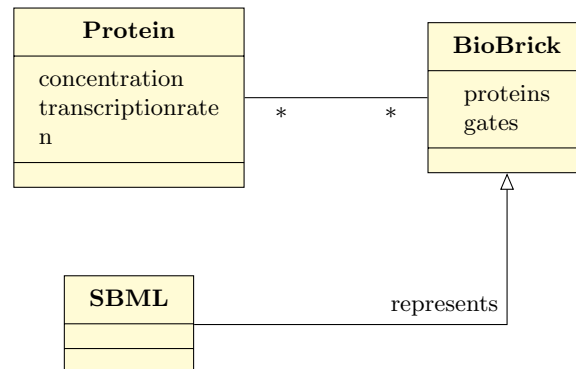 Protein
concentration
transcriptionrate
n
*
*
BioBrick
proteins
gates
SBML
represents